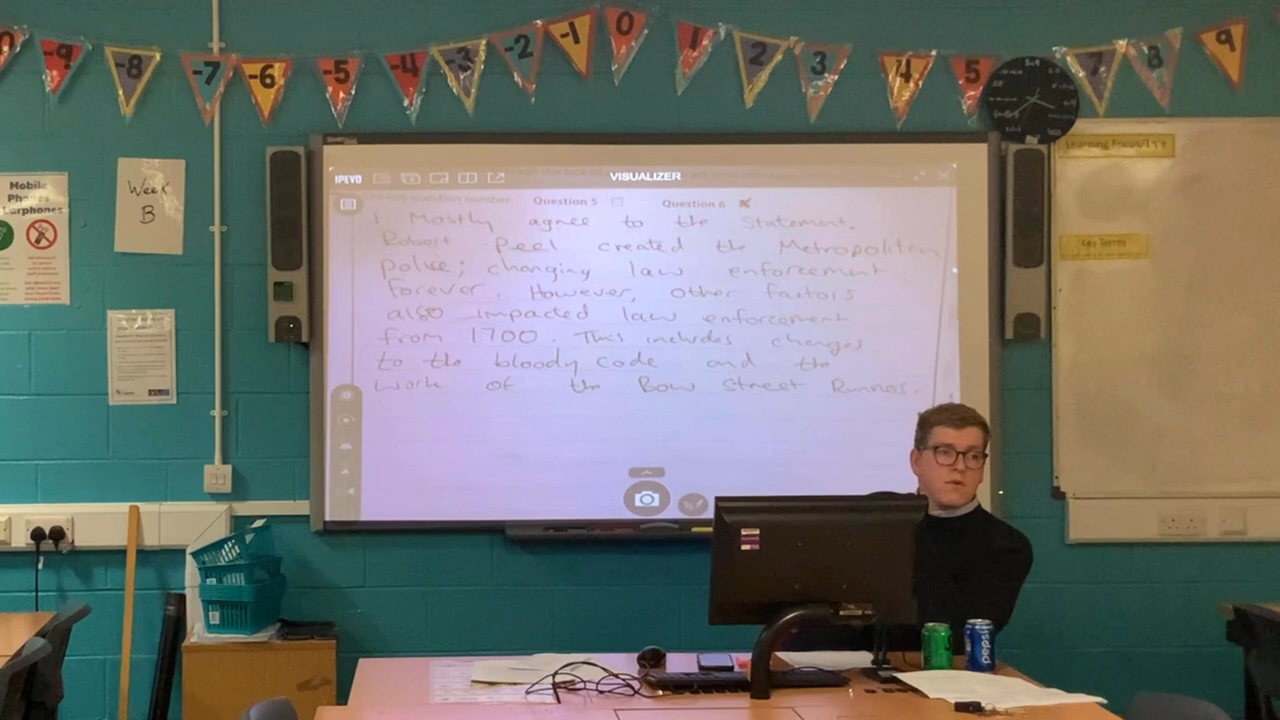 -9 -8 -7 -6 -5 -4 -3 -2 -1 0 1 2 3 4 5 7 8 9
Mobile
Phones
Earphones
Week
B
Learning Focus/
Key Terms
IPEVO
VISUALIZER
question number Question 5 Question 6
I Mostly agree to the statement.
Robert Peel created the Metropolitan
police; changing law enforcement
forever. However, other factors
also impacted law enforcement
from 1700. This includes changes
to the bloody code and the
work of the Bow Street Runners.
pepsi